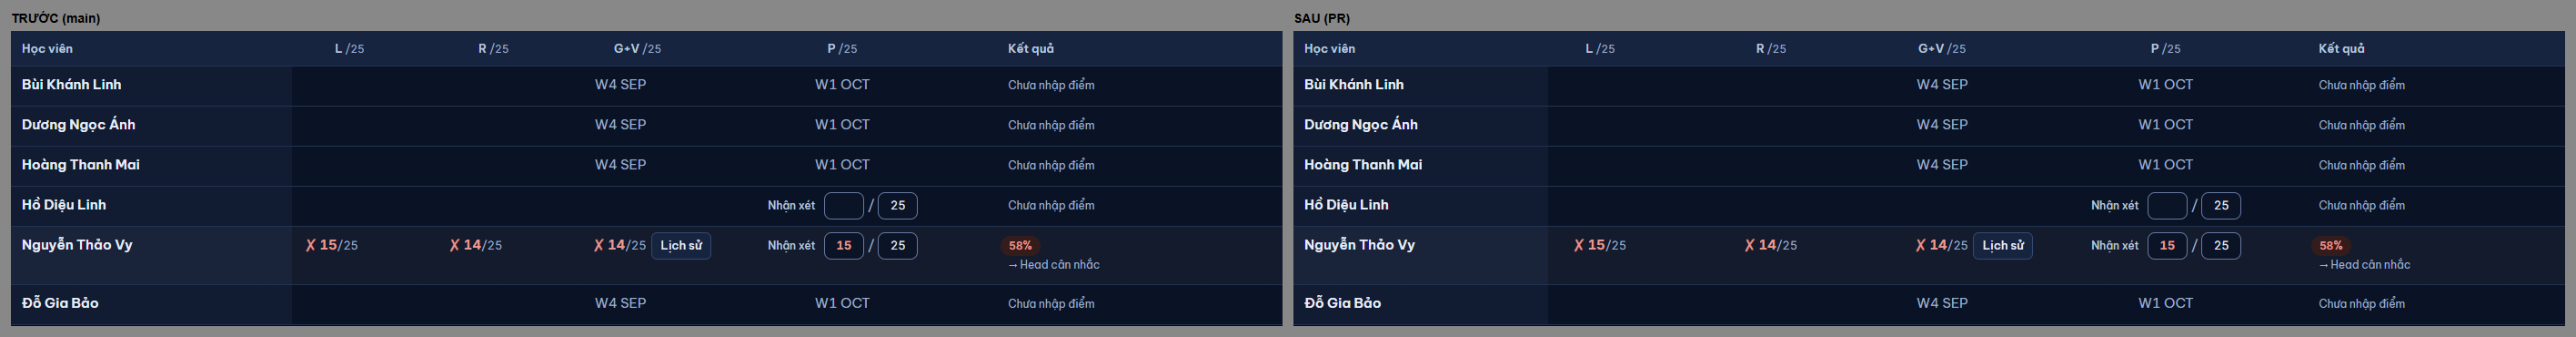 TRƯỚC (main)
Học viên L /25 R /25 G+V /25 P /25 Kết quả
Bùi Khánh Linh W4 SEP W1 OCT Chưa nhập điểm
Dương Ngọc Ánh W4 SEP W1 OCT Chưa nhập điểm
Hoàng Thanh Mai W4 SEP W1 OCT Chưa nhập điểm
Hồ Diệu Linh Nhận xét / 25 Chưa nhập điểm
Nguyễn Thảo Vy ✗ 15/25 ✗ 14/25 ✗ 14/25 Lịch sử Nhận xét 15 / 25 58%
→ Head cân nhắc
Đỗ Gia Bảo W4 SEP W1 OCT Chưa nhập điểm
SAU (PR)
Học viên L /25 R /25 G+V /25 P /25 Kết quả
Bùi Khánh Linh W4 SEP W1 OCT Chưa nhập điểm
Dương Ngọc Ánh W4 SEP W1 OCT Chưa nhập điểm
Hoàng Thanh Mai W4 SEP W1 OCT Chưa nhập điểm
Hồ Diệu Linh Nhận xét / 25 Chưa nhập điểm
Nguyễn Thảo Vy ✗ 15/25 ✗ 14/25 ✗ 14/25 Lịch sử Nhận xét 15 / 25 58%
→ Head cân nhắc
Đỗ Gia Bảo W4 SEP W1 OCT Chưa nhập điểm